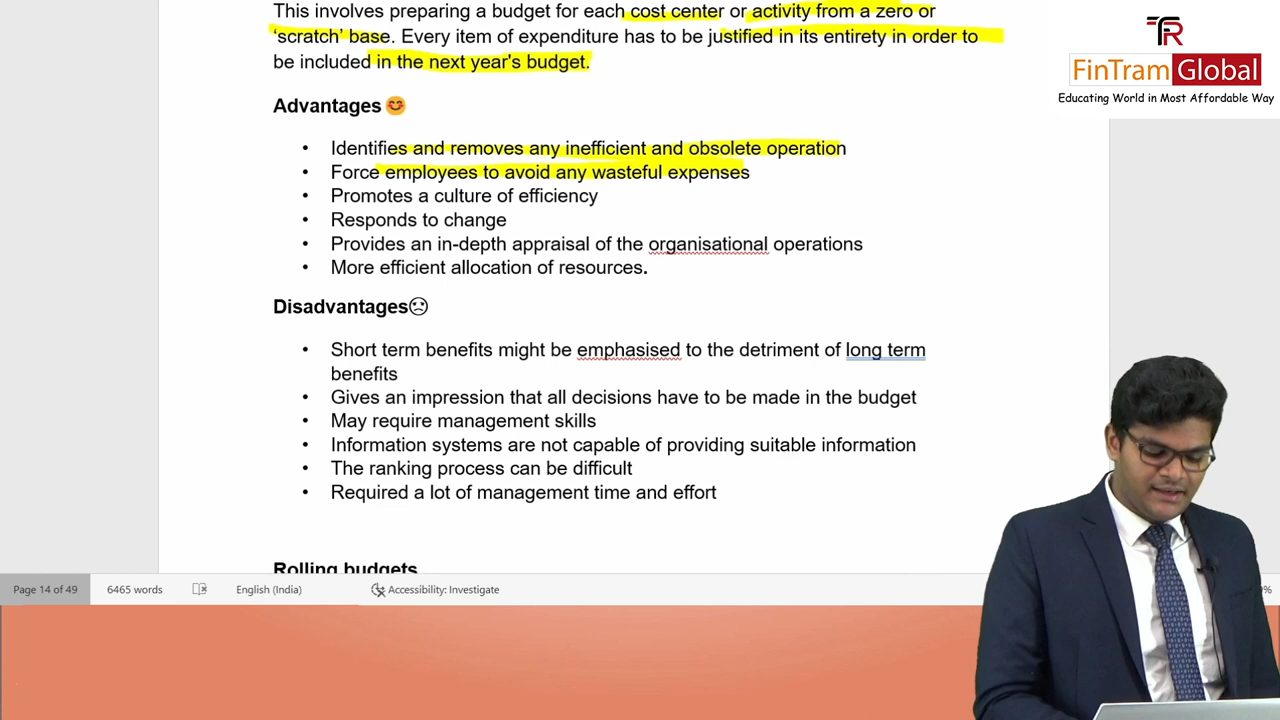 This involves preparing a budget for each cost center or activity from a zero or
‘scratch’ base. Every item of expenditure has to be justified in its entirety in order to
be included in the next year's budget.
Advantages
• Identifies and removes any inefficient and obsolete operation
• Force employees to avoid any wasteful expenses
• Promotes a culture of efficiency
• Responds to change
• Provides an in-depth appraisal of the organisational operations
• More efficient allocation of resources.
Disadvantages
• Short term benefits might be emphasised to the detriment of long term
benefits
• Gives an impression that all decisions have to be made in the budget
• May require management skills
• Information systems are not capable of providing suitable information
• The ranking process can be difficult
• Required a lot of management time and effort
Rolling budgets
Page 14 of 49 6465 words English (India) Accessibility: Investigate
TR
FinTram Global
Educating World in Most Affordable Way